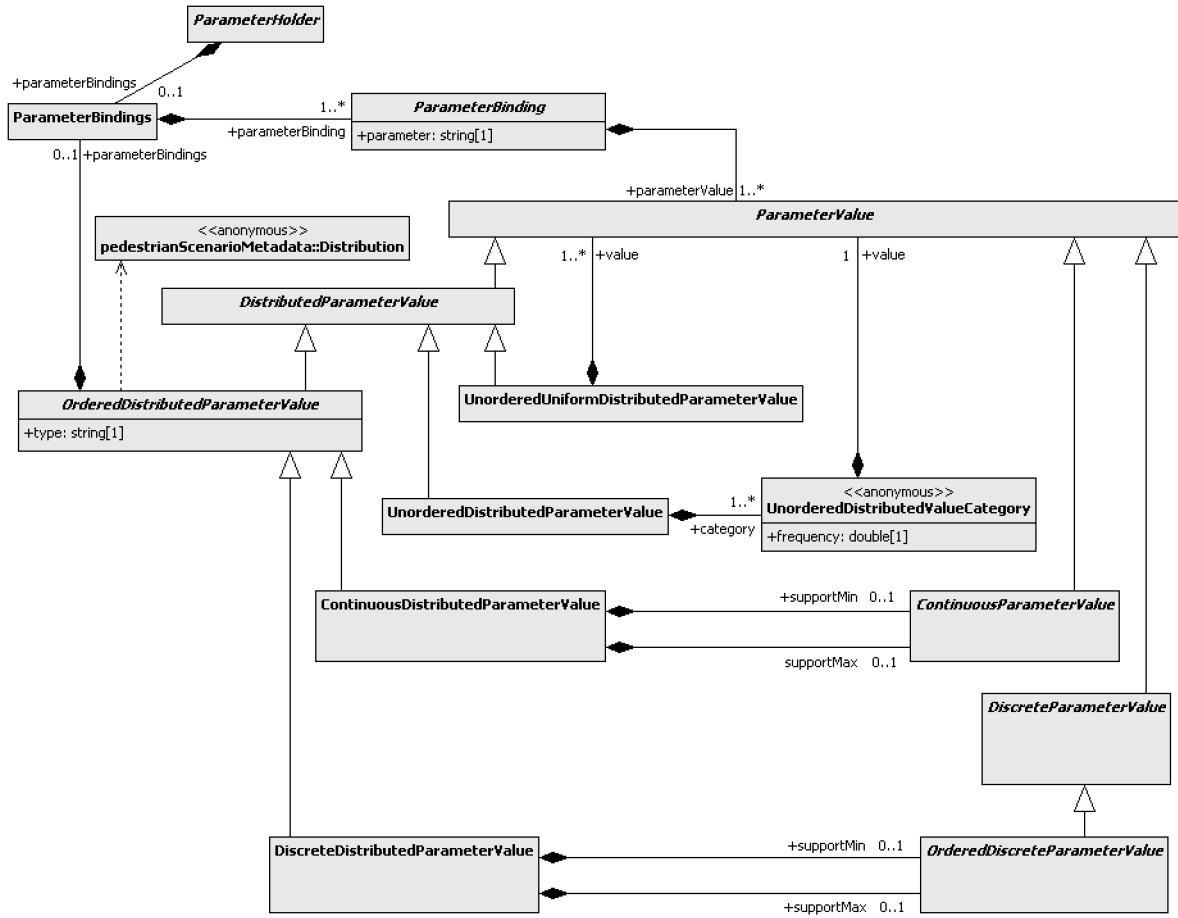 ParameterHolder
+parameterBindings
0..1
ParameterBindings
1..*
+parameterBinding
ParameterBinding
+parameter: string[1]
0..1 +parameterBindings
+parameterValue 1..*
ParameterValue
<<anonymous>>
pedestrianScenarioMetadata::Distribution
1..* +value
1 +value
DistributedParameterValue
OrderedDistributedParameterValue
+type: string[1]
UnorderedUniformDistributedParameterValue
UnorderedDistributedParameterValue
1..*
+category
<<anonymous>>
UnorderedDistributedValueCategory
+frequency: double[1]
ContinuousDistributedParameterValue
+supportMin 0..1
supportMax 0..1
ContinuousParameterValue
DiscreteParameterValue
DiscreteDistributedParameterValue
+supportMin 0..1
+supportMax 0..1
OrderedDiscreteParameterValue